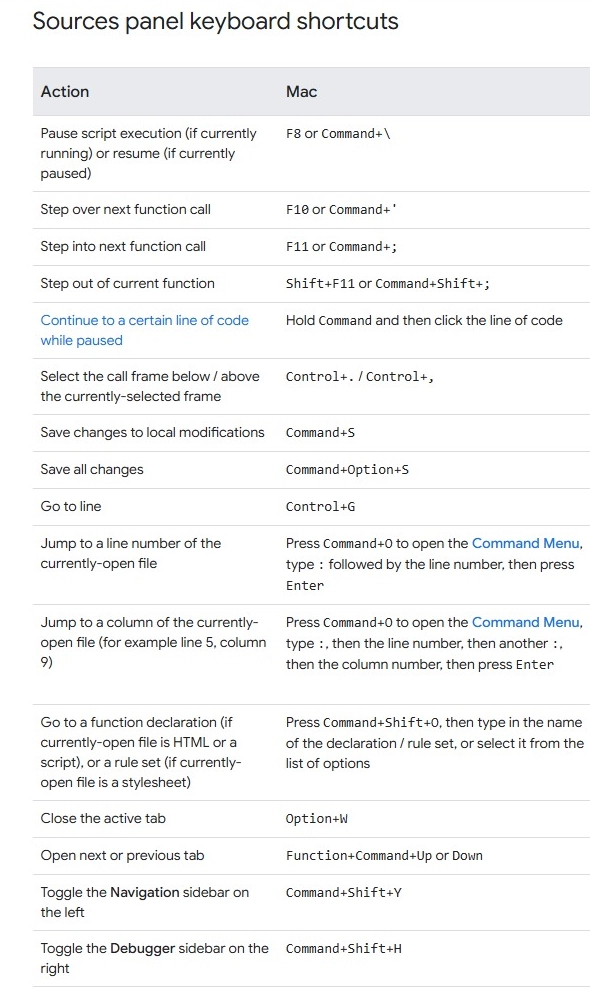 Sources panel keyboard shortcuts
Action Mac
Pause script execution (if currently F8 or Command+\
running) or resume (if currently
paused)
Step over next function call F10 or Command+'
Step into next function call F11 or Command+;
Step out of current function Shift+F11 or Command+Shift+;
Continue to a certain line of code Hold Command and then click the line of code
while paused
Select the call frame below / above Control+. / Control+,
the currently-selected frame
Save changes to local modifications Command+S
Save all changes Command+Option+S
Go to line Control+G
Jump to a line number of the Press Command+O to open the Command Menu,
currently-open file type : followed by the line number, then press
Enter
Jump to a column of the currently- Press Command+O to open the Command Menu,
open file (for example line 5, column type :, then the line number, then another :,
9) then the column number, then press Enter
Go to a function declaration (if Press Command+Shift+O, then type in the name
currently-open file is HTML or a of the declaration / rule set, or select it from the
script), or a rule set (if currently- list of options
open file is a stylesheet)
Close the active tab Option+W
Open next or previous tab Function+Command+Up or Down
Toggle the Navigation sidebar on Command+Shift+Y
the left
Toggle the Debugger sidebar on the Command+Shift+H
right